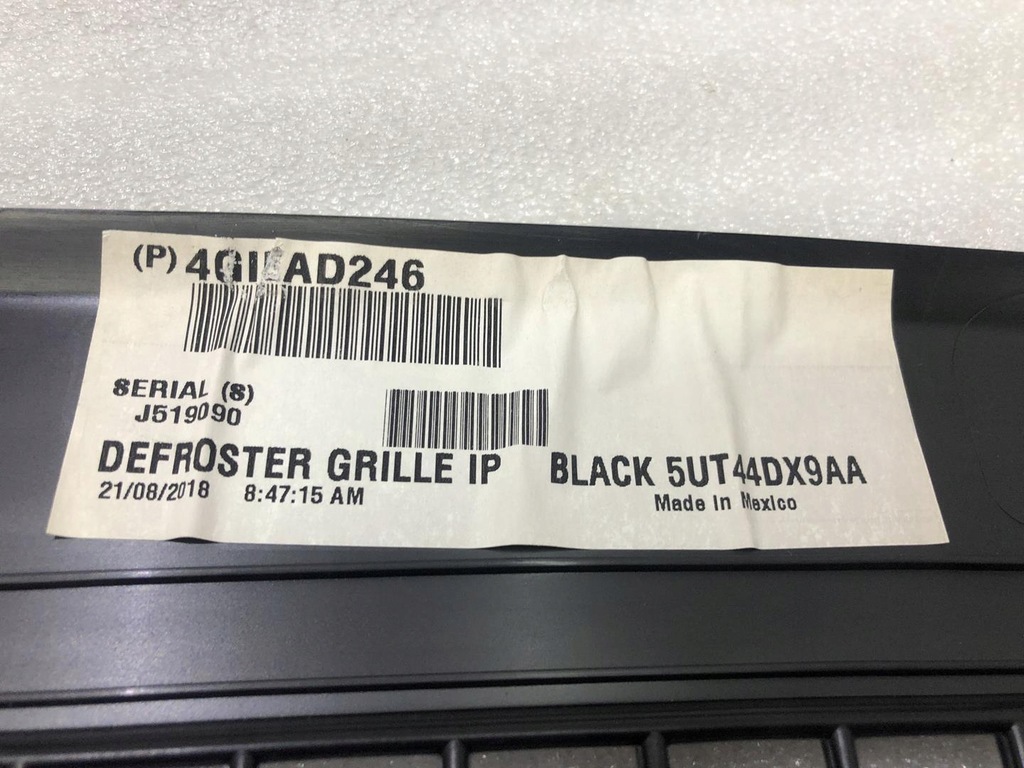 (P)
SERIAL (S)
J519090
DEFROSTER GRILLE IP BLACK 5UT44DX9AA
21/08/2018 8:47:15 AM
Made In Mexico